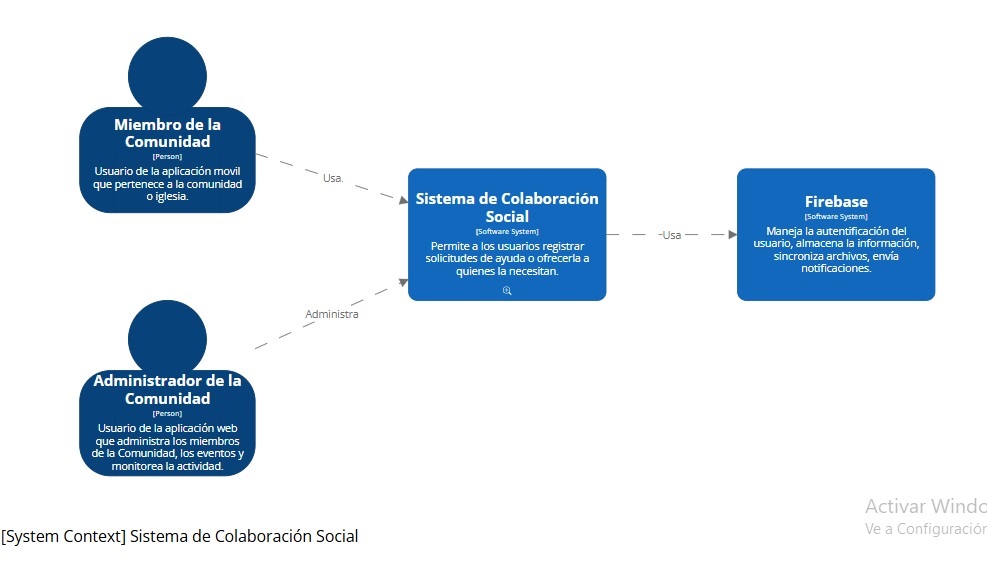 Miembro de la
Comunidad
[Person]
Usuario de la aplicación movil
que pertenece a la comunidad
o iglesia.
Usa.
Sistema de Colaboración
Social
[Software System]
Permite a los usuarios registrar
solicitudes de ayuda o ofrecerla a
quienes la necesitan.
Usa
Firebase
[Software System]
Maneja la autentificación del
usuario, almacena la información,
sincroniza archivos, envía
notificaciones.
Administra
Administrador de la
Comunidad
[Person]
Usuario de la aplicación web
que administra los miembros
de la Comunidad, los eventos y
monitorea la actividad.
[System Context] Sistema de Colaboración Social
Activar Windo
Ve a Configuración